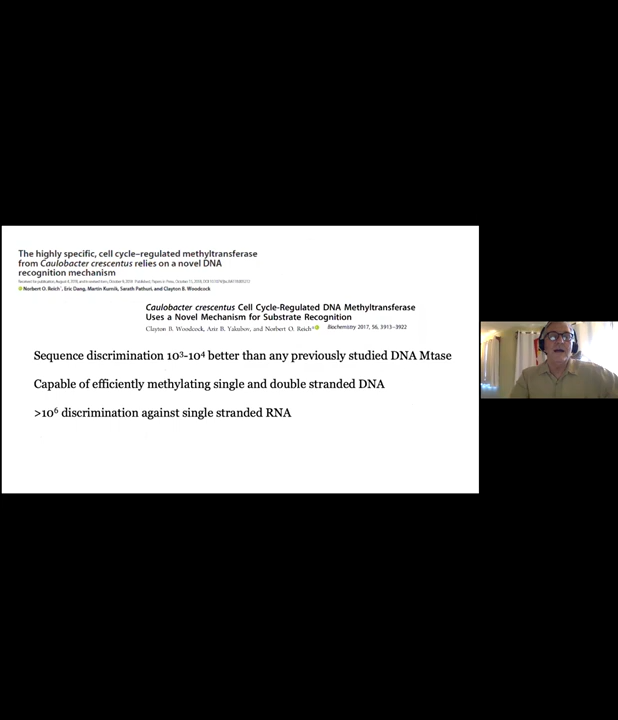 The highly specific, cell cycle–regulated methyltransferase
from Caulobacter crescentus relies on a novel DNA
recognition mechanism
Norbert O. Reich, Eric Dang, Martin Kurnik, Sarath Pathuri, and Clayton B. Woodcock
Caulobacter crescentus Cell Cycle-Regulated DNA Methyltransferase
Uses a Novel Mechanism for Substrate Recognition
Clayton B. Woodcock, Aziz B. Yakubov, and Norbert O. Reich* Biochemistry 2017, 56, 3913−3922
Sequence discrimination 10³-10⁴ better than any previously studied DNA Mtase
Capable of efficiently methylating single and double stranded DNA
>10⁶ discrimination against single stranded RNA